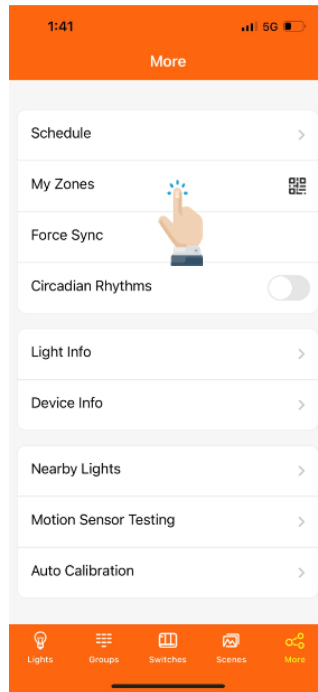 1:41
5G
More
Schedule
My Zones
Force Sync
Circadian Rhythms
Light Info
Device Info
Nearby Lights
Motion Sensor Testing
Auto Calibration
Lights Groups Switches Scenes More